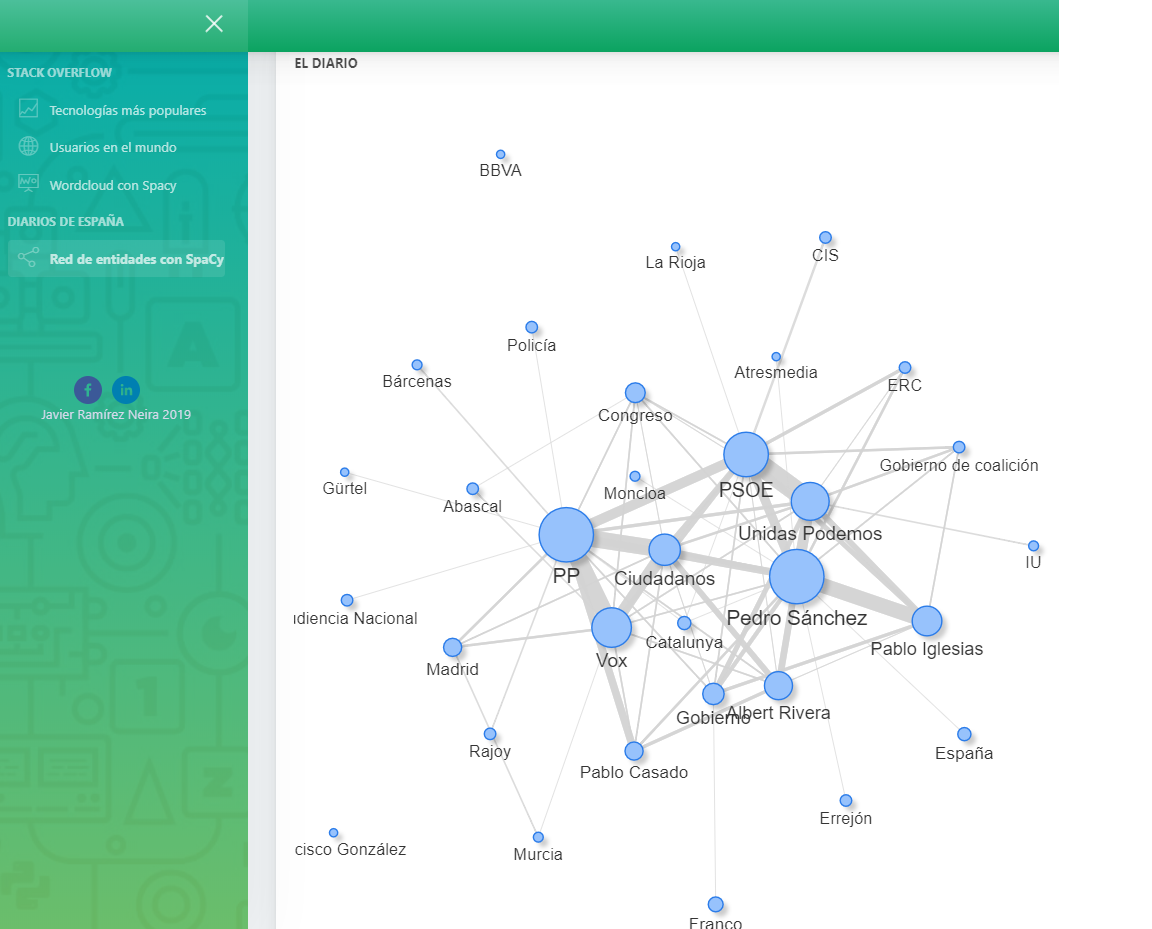 STACK OVERFLOW
Tecnologías más populares
Usuarios en el mundo
Wordcloud con Spacy
DIARIOS DE ESPAÑA
Red de entidades con SpaCy
Javier Ramírez Neira 2019
EL DIARIO
BBVA
La Rioja
CIS
Policía
Atresmedia
Bárcenas
ERC
Congreso
Gobierno de coalición
Gürtel
PSOE
Moncloa
Abascal
Unidas Podemos
IU
PP
Ciudadanos
Pedro Sánchez
idiencia Nacional
Catalunya
Pablo Iglesias
Vox
Madrid
Gobierno
Albert Rivera
Rajoy
España
Pablo Casado
Errejón
cisco González
Murcia
Franco